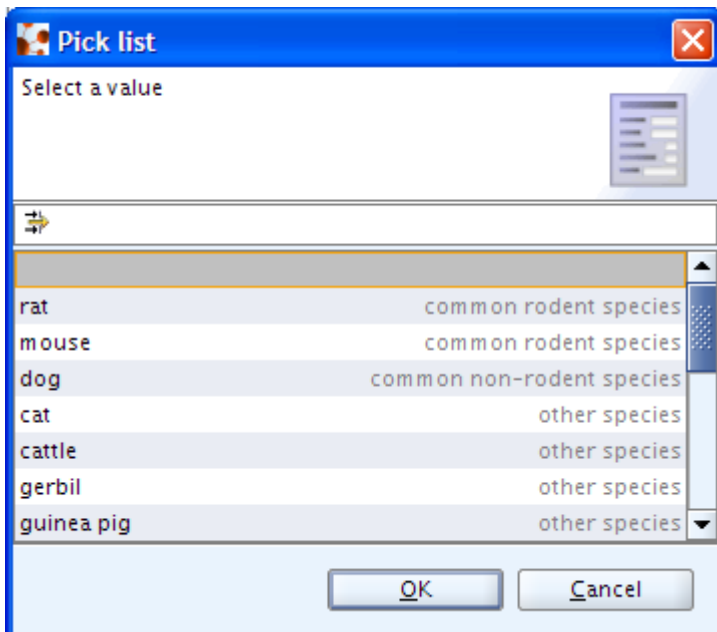 Pick list
Select a value
rat common rodent species
mouse common rodent species
dog common non-rodent species
cat other species
cattle other species
gerbil other species
guinea pig other species
OK Cancel